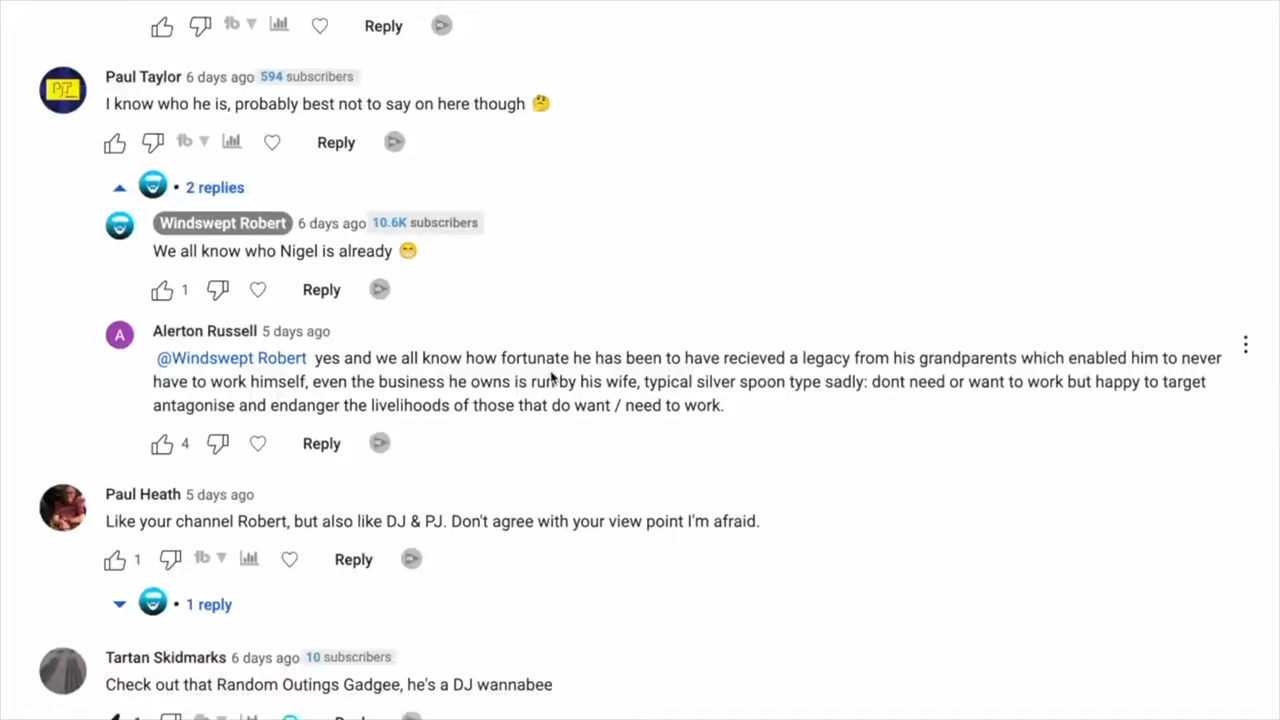 Reply
Paul Taylor 6 days ago 594 subscribers
I know who he is, probably best not to say on here though 🤔
Reply
• 2 replies
Windswept Robert 6 days ago 10.6K subscribers
We all know who Nigel is already 😁
1 Reply
A Alerton Russell 5 days ago
@Windswept Robert yes and we all know how fortunate he has been to have recieved a legacy from his grandparents which enabled him to never
have to work himself, even the business he owns is run by his wife, typical silver spoon type sadly: dont need or want to work but happy to target
antagonise and endanger the livelihoods of those that do want / need to work.
4 Reply
Paul Heath 5 days ago
Like your channel Robert, but also like DJ & PJ. Don't agree with your view point I'm afraid.
1 Reply
• 1 reply
Tartan Skidmarks 6 days ago 10 subscribers
Check out that Random Outings Gadgee, he's a DJ wannabee